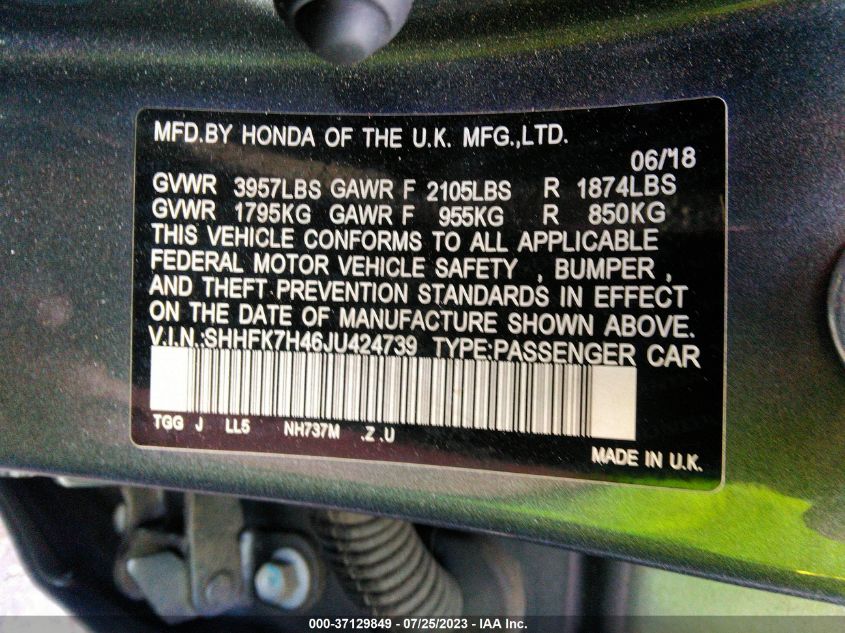 MFD.BY HONDA OF THE U.K. MFG.,LTD.
06/18
GVWR 3957LBS GAWR F 2105LBS R 1874LBS
GVWR 1795KG GAWR F 955KG R 850KG
THIS VEHICLE CONFORMS TO ALL APPLICABLE
FEDERAL MOTOR VEHICLE SAFETY , BUMPER ,
AND THEFT PREVENTION STANDARDS IN EFFECT
ON THE DATE OF MANUFACTURE SHOWN ABOVE.
V.I.N.:SHHFK7H46JU424739 TYPE:PASSENGER CAR
TGG J LL5 NH737M .Z .U
MADE IN U.K.
000-37129849 / 07/25/2023 - IAA Inc.